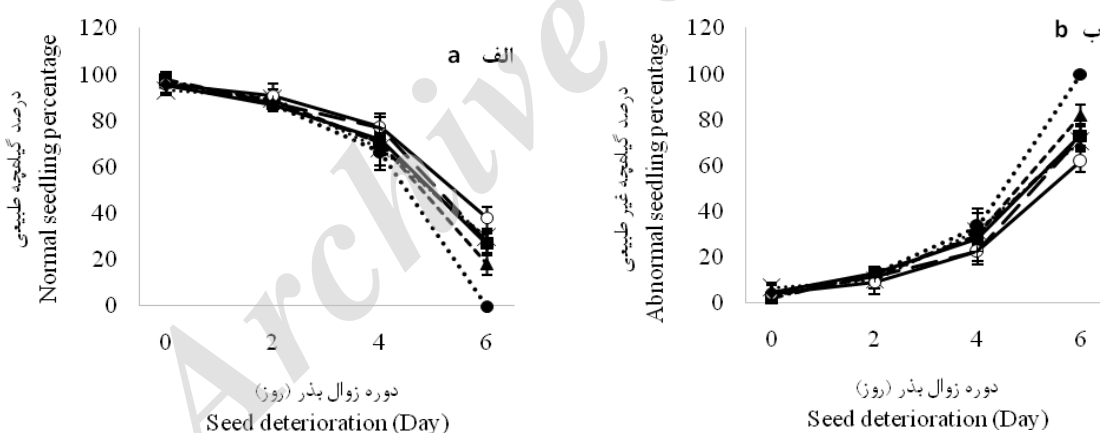 120
100
80
60
40
20
0
0 2 4 6
a الف
درصد گیاهچه طبیعی
Normal seedling percentage
دوره زوال بذر (روز)
Seed deterioration (Day)
120
100
80
60
40
20
0
0 2 4 6
b ب
درصد گیاهچه غیر طبیعی
Abnormal seedling percentage
دوره زوال بذر (روز)
Seed deterioration (Day)
Archive